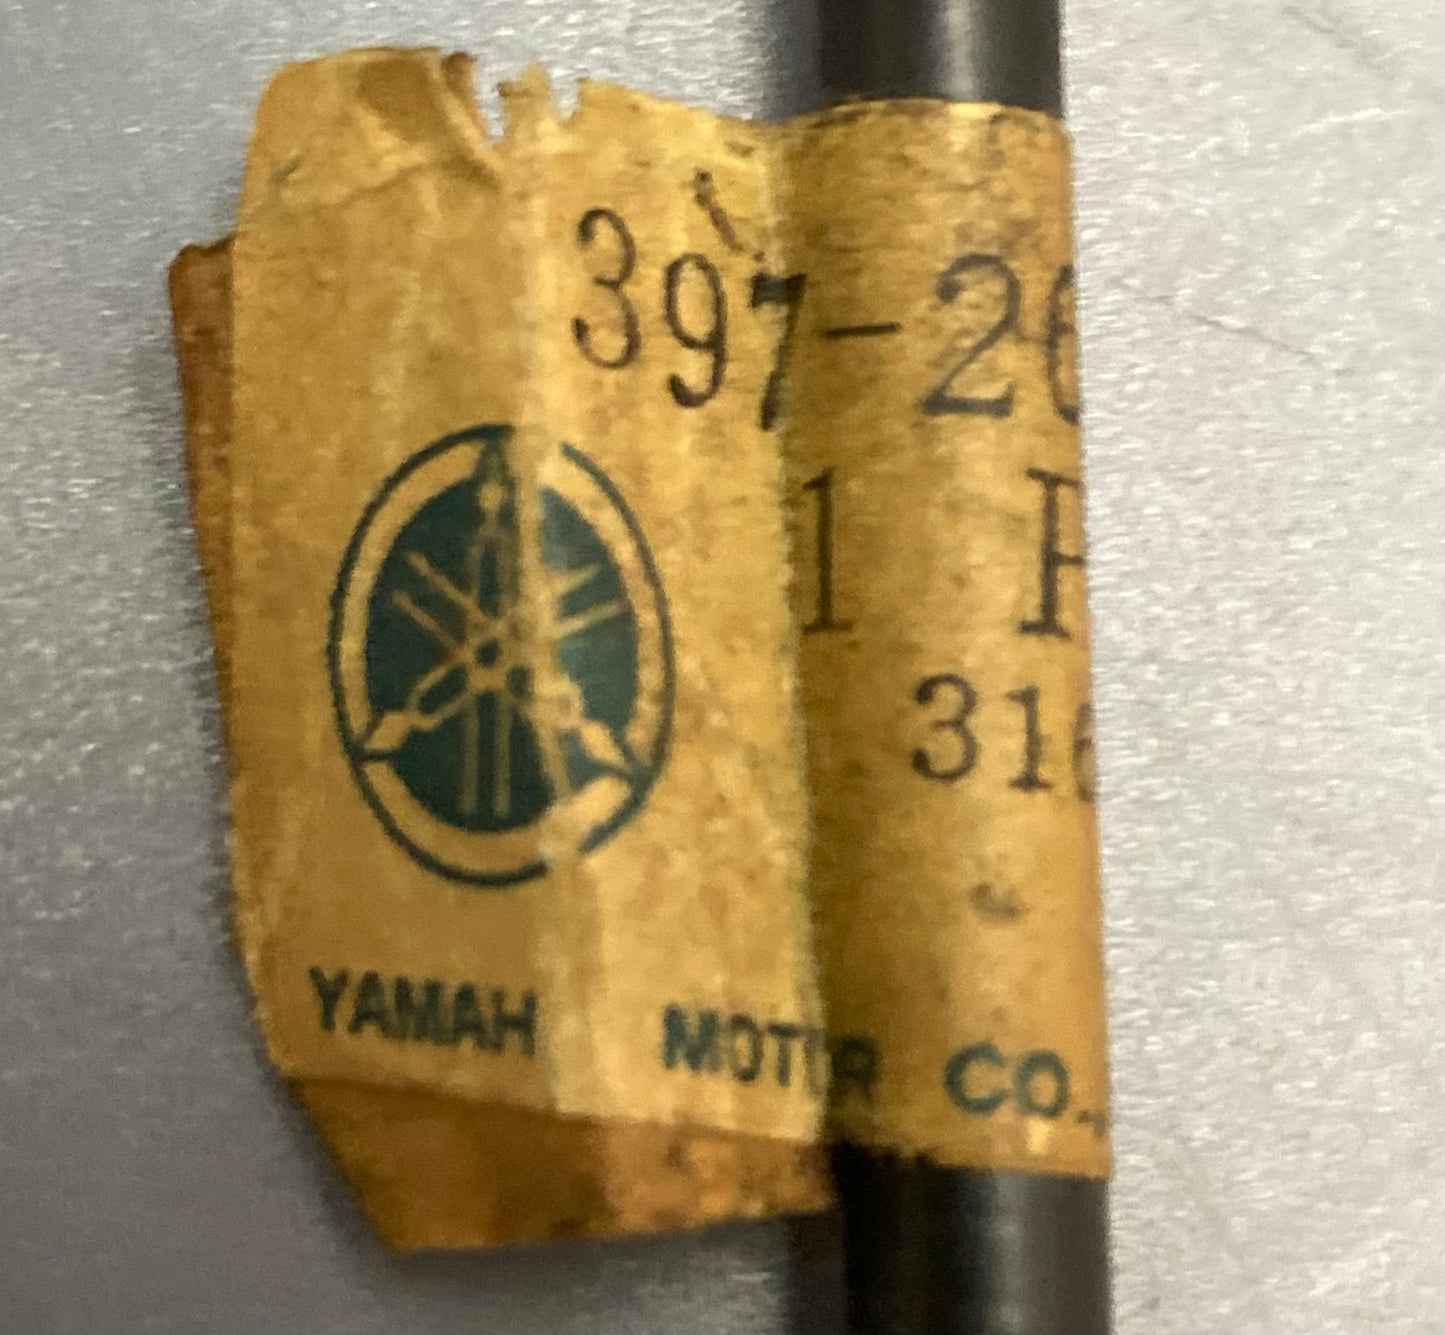 397-26
1 P
316
YAMAH MOTOR CO.,